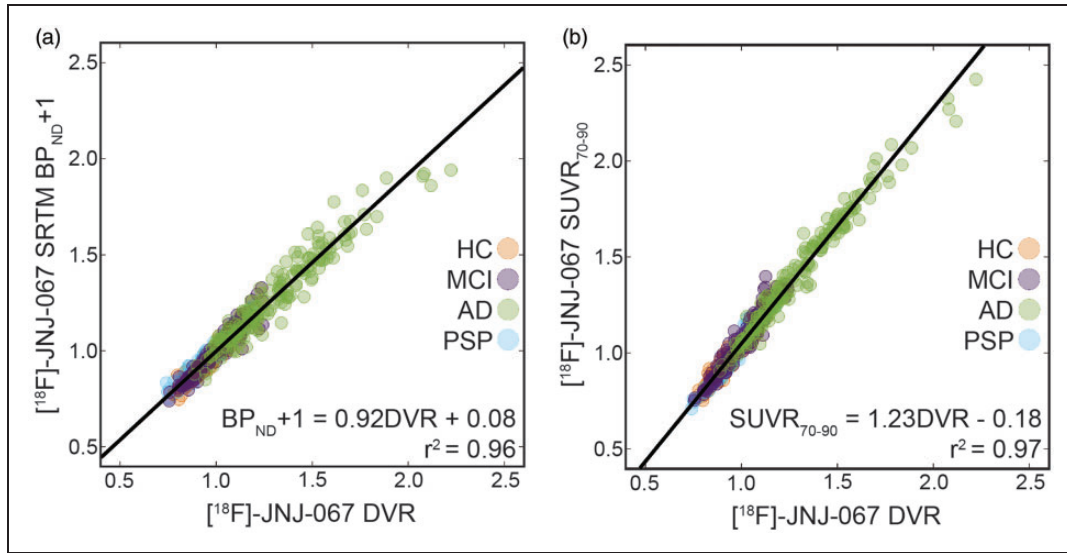 (a)
2.5
2.0
1.5
1.0
0.5
[¹⁸F]-JNJ-067 SRTM BP_ND+1
HC
MCI
AD
PSP
BP_ND+1 = 0.92DVR + 0.08
r² = 0.96
0.5 1.0 1.5 2.0 2.5
[¹⁸F]-JNJ-067 DVR
(b)
2.5
2.0
1.5
1.0
0.5
[¹⁸F]-JNJ-067 SUVR₇₀₋₉₀
HC
MCI
AD
PSP
SUVR₇₀₋₉₀ = 1.23DVR - 0.18
r² = 0.97
0.5 1.0 1.5 2.0 2.5
[¹⁸F]-JNJ-067 DVR